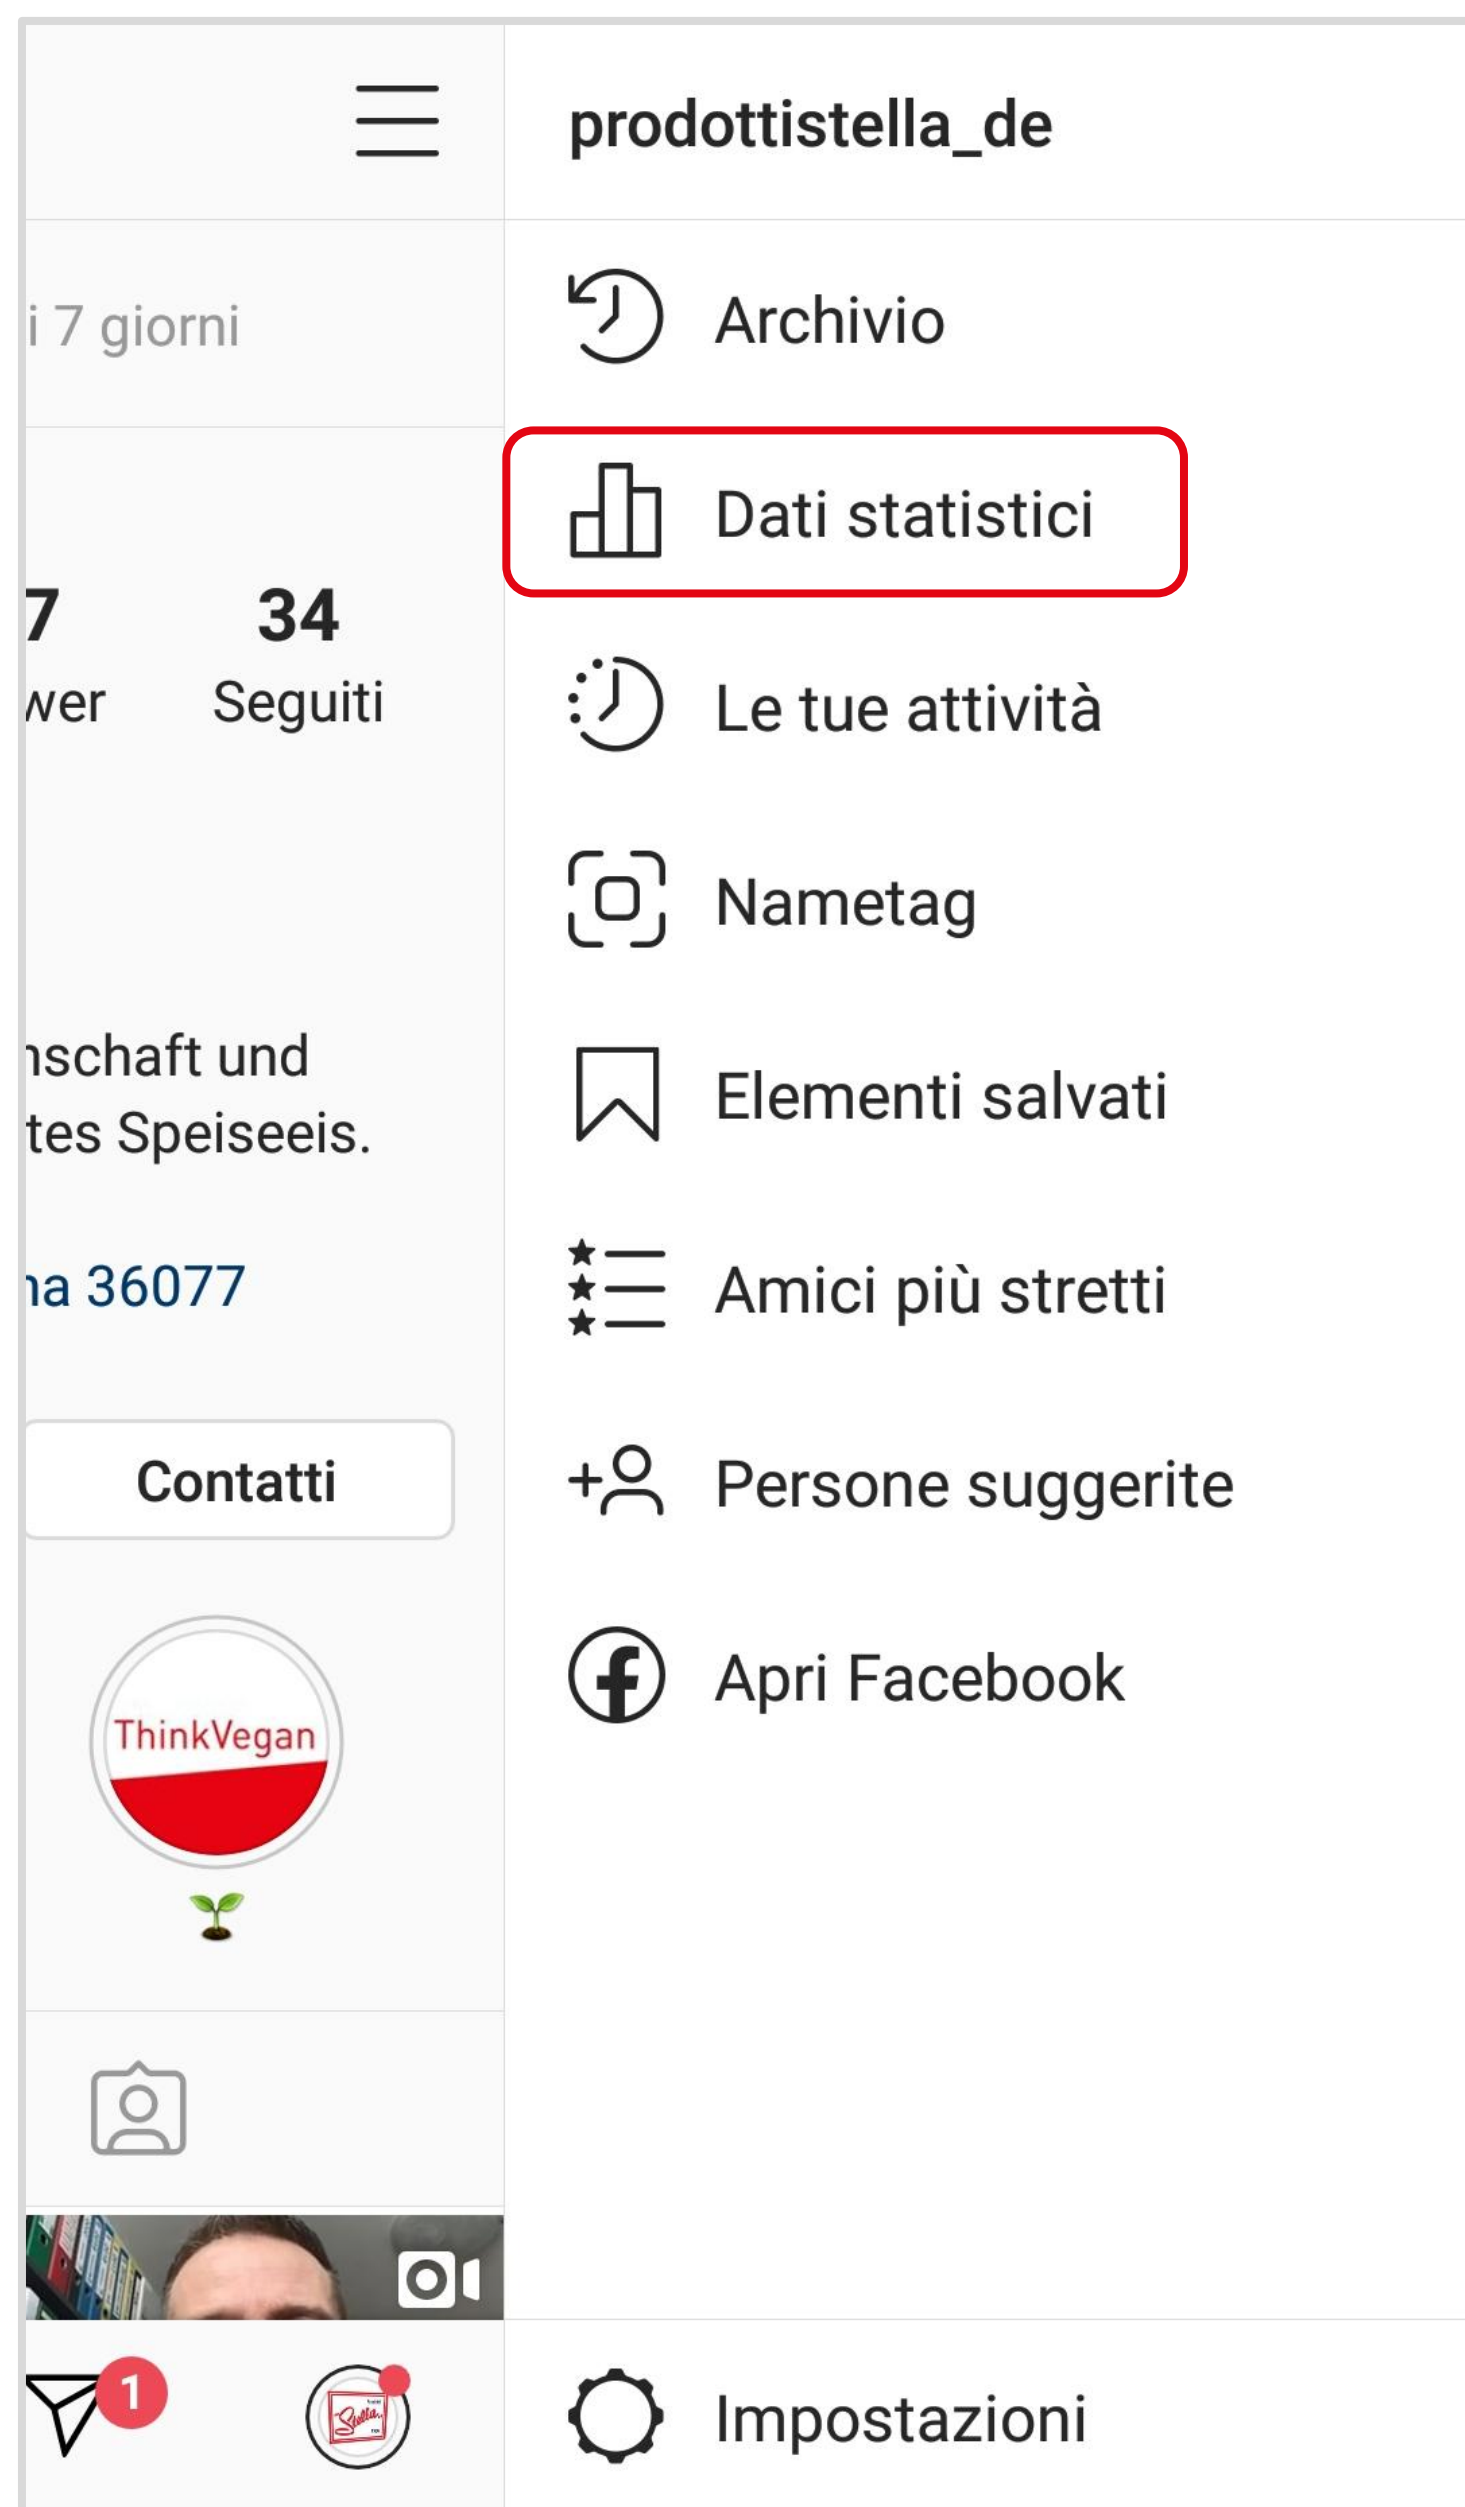 prodottistella_de
i 7 giorni
Archivio
Dati statistici
7 34
wer Seguiti
Le tue attività
Nametag
nschaft und
tes Speiseeis.
Elementi salvati
na 36077
Amici più stretti
Contatti
Persone suggerite
ThinkVegan
Apri Facebook
1
Stella
Impostazioni